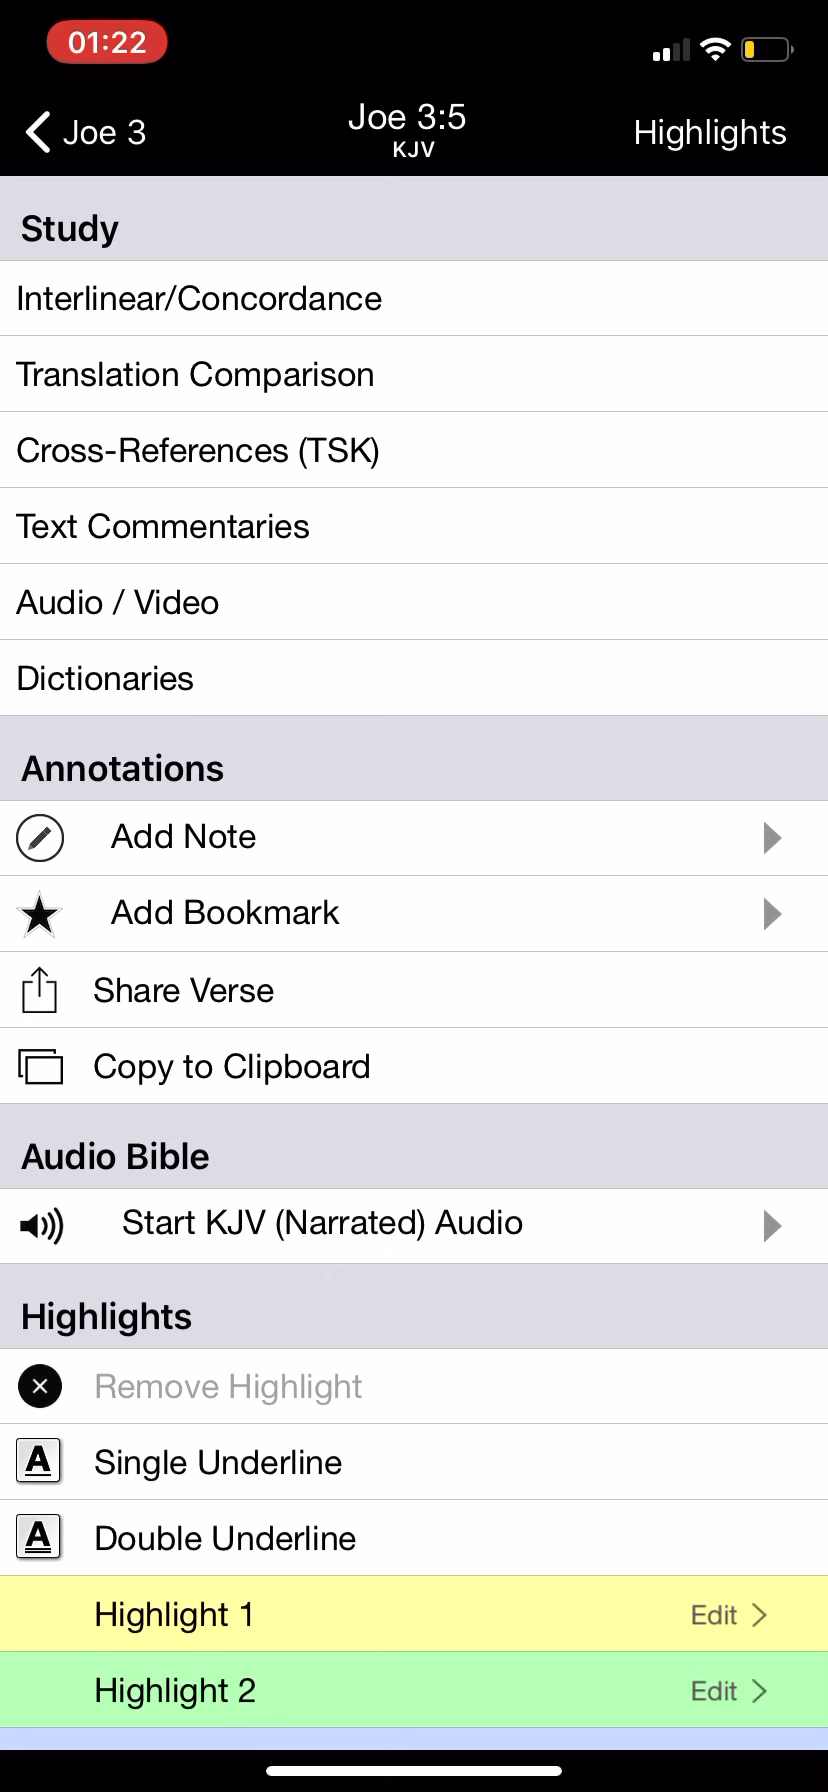 01:22
Joe 3
Joe 3:5
KJV
Highlights
Study
Interlinear/Concordance
Translation Comparison
Cross-References (TSK)
Text Commentaries
Audio / Video
Dictionaries
Annotations
Add Note
Add Bookmark
Share Verse
Copy to Clipboard
Audio Bible
Start KJV (Narrated) Audio
Highlights
Remove Highlight
A Single Underline
A Double Underline
Highlight 1 Edit
Highlight 2 Edit